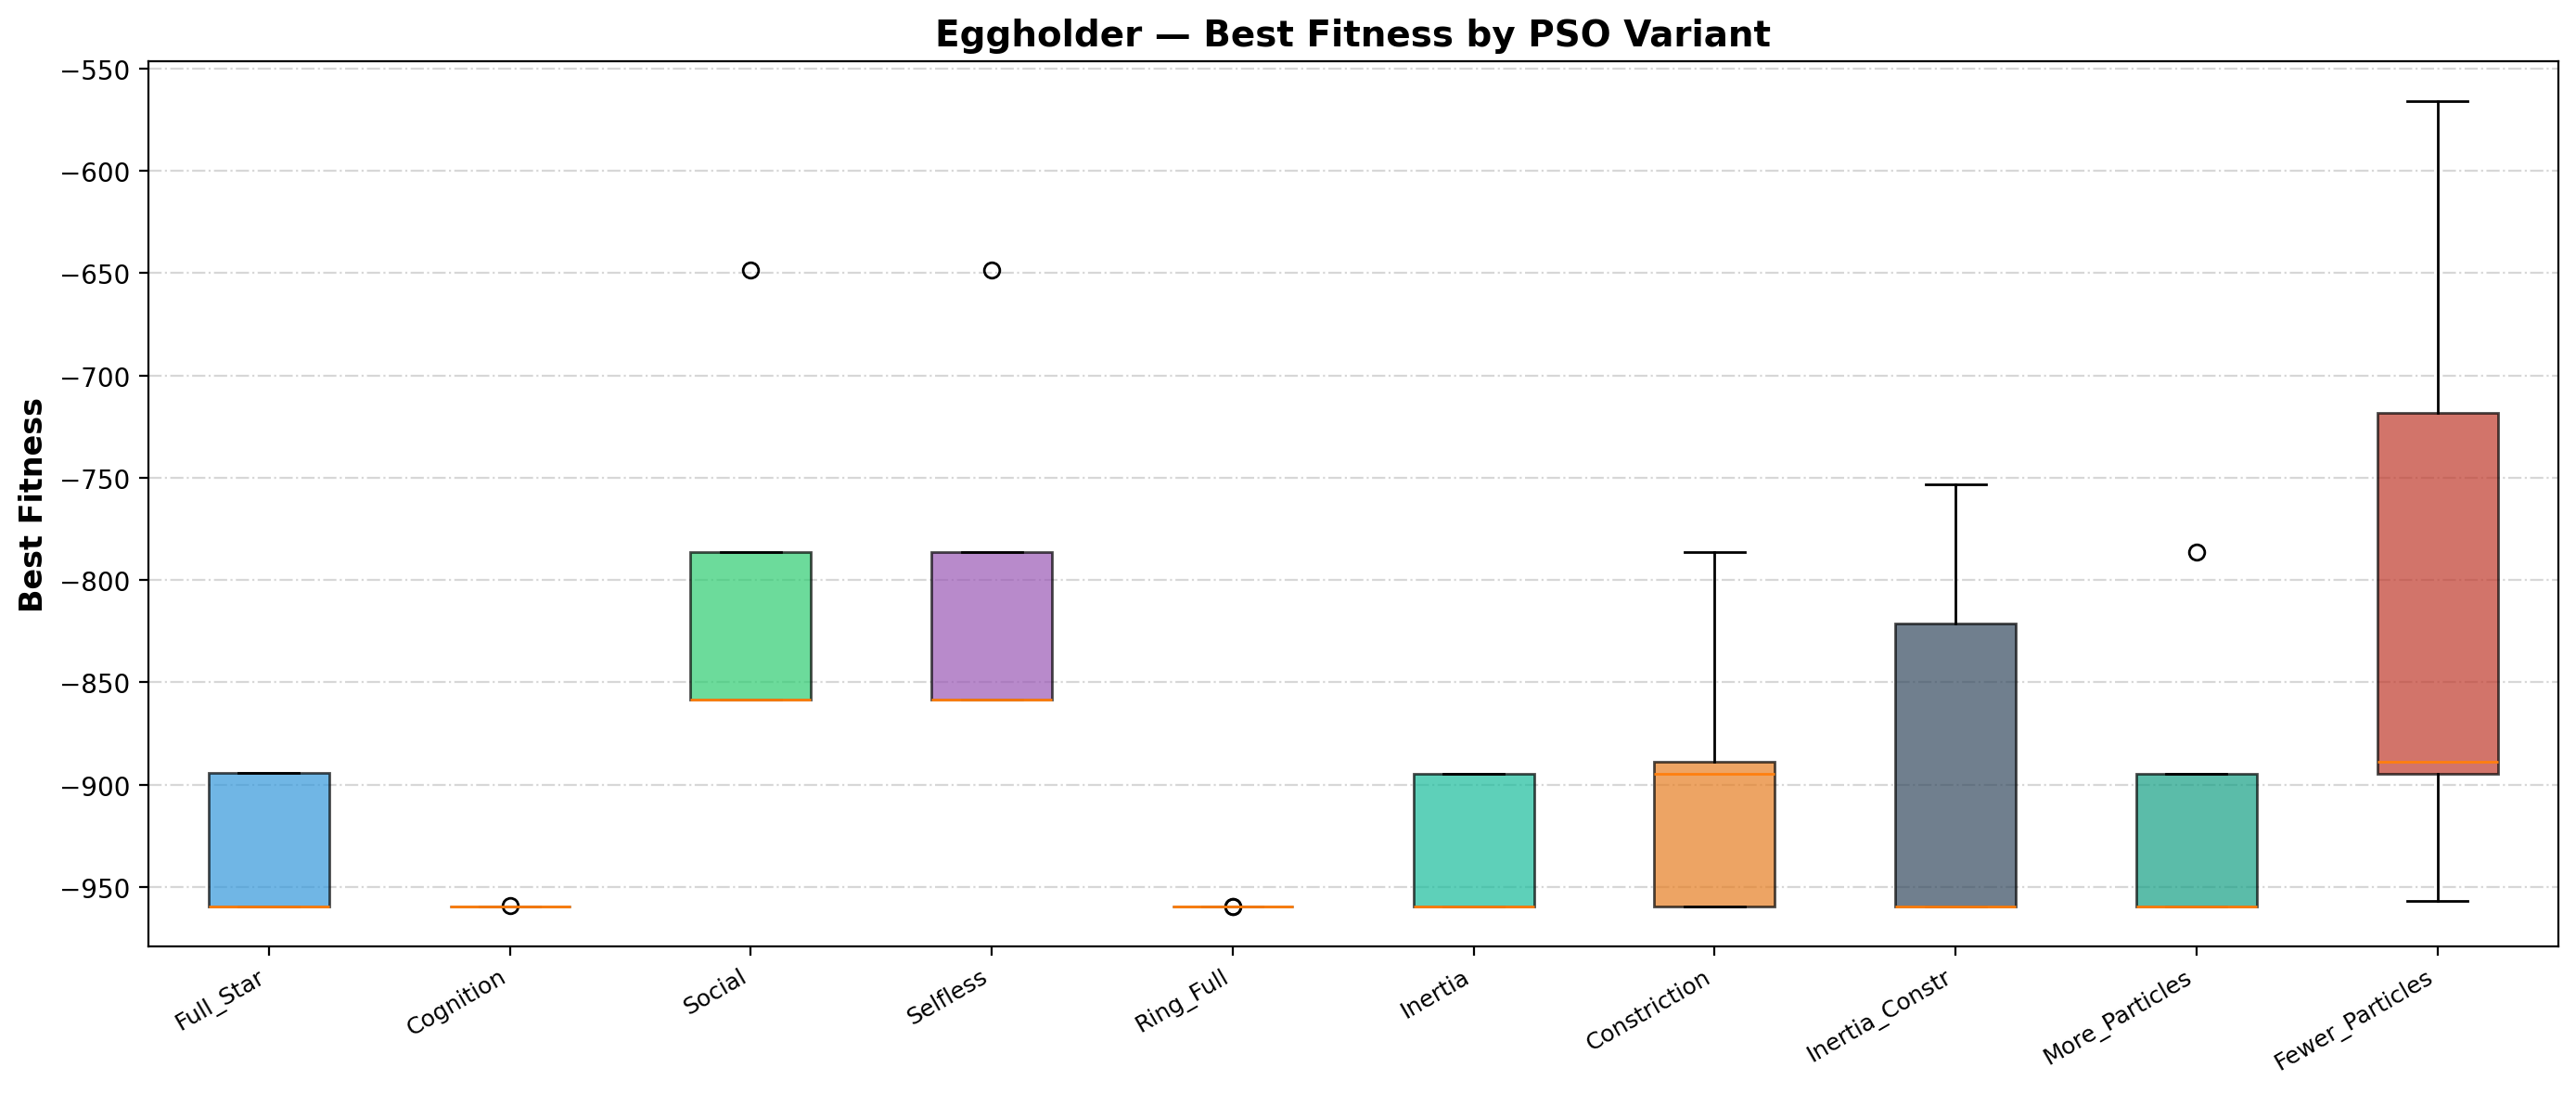 Eggholder — Best Fitness by PSO Variant
Best Fitness
−550
−600
−650
−700
−750
−800
−850
−900
−950
Full_Star
Cognition
Social
Selfless
Ring_Full
Inertia
Constriction
Inertia_Constr
More_Particles
Fewer_Particles